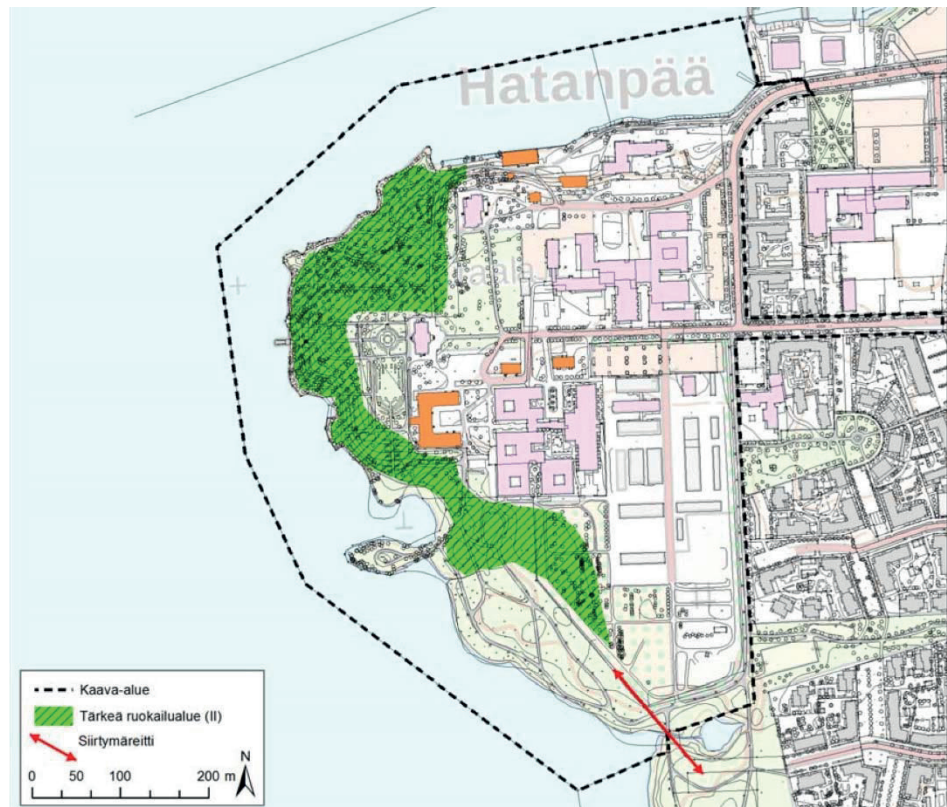 Hatanpää
Kaava-alue
Tärkeä ruokailualue (II)
Siirtymäreitti
N
0 50 100 200 m